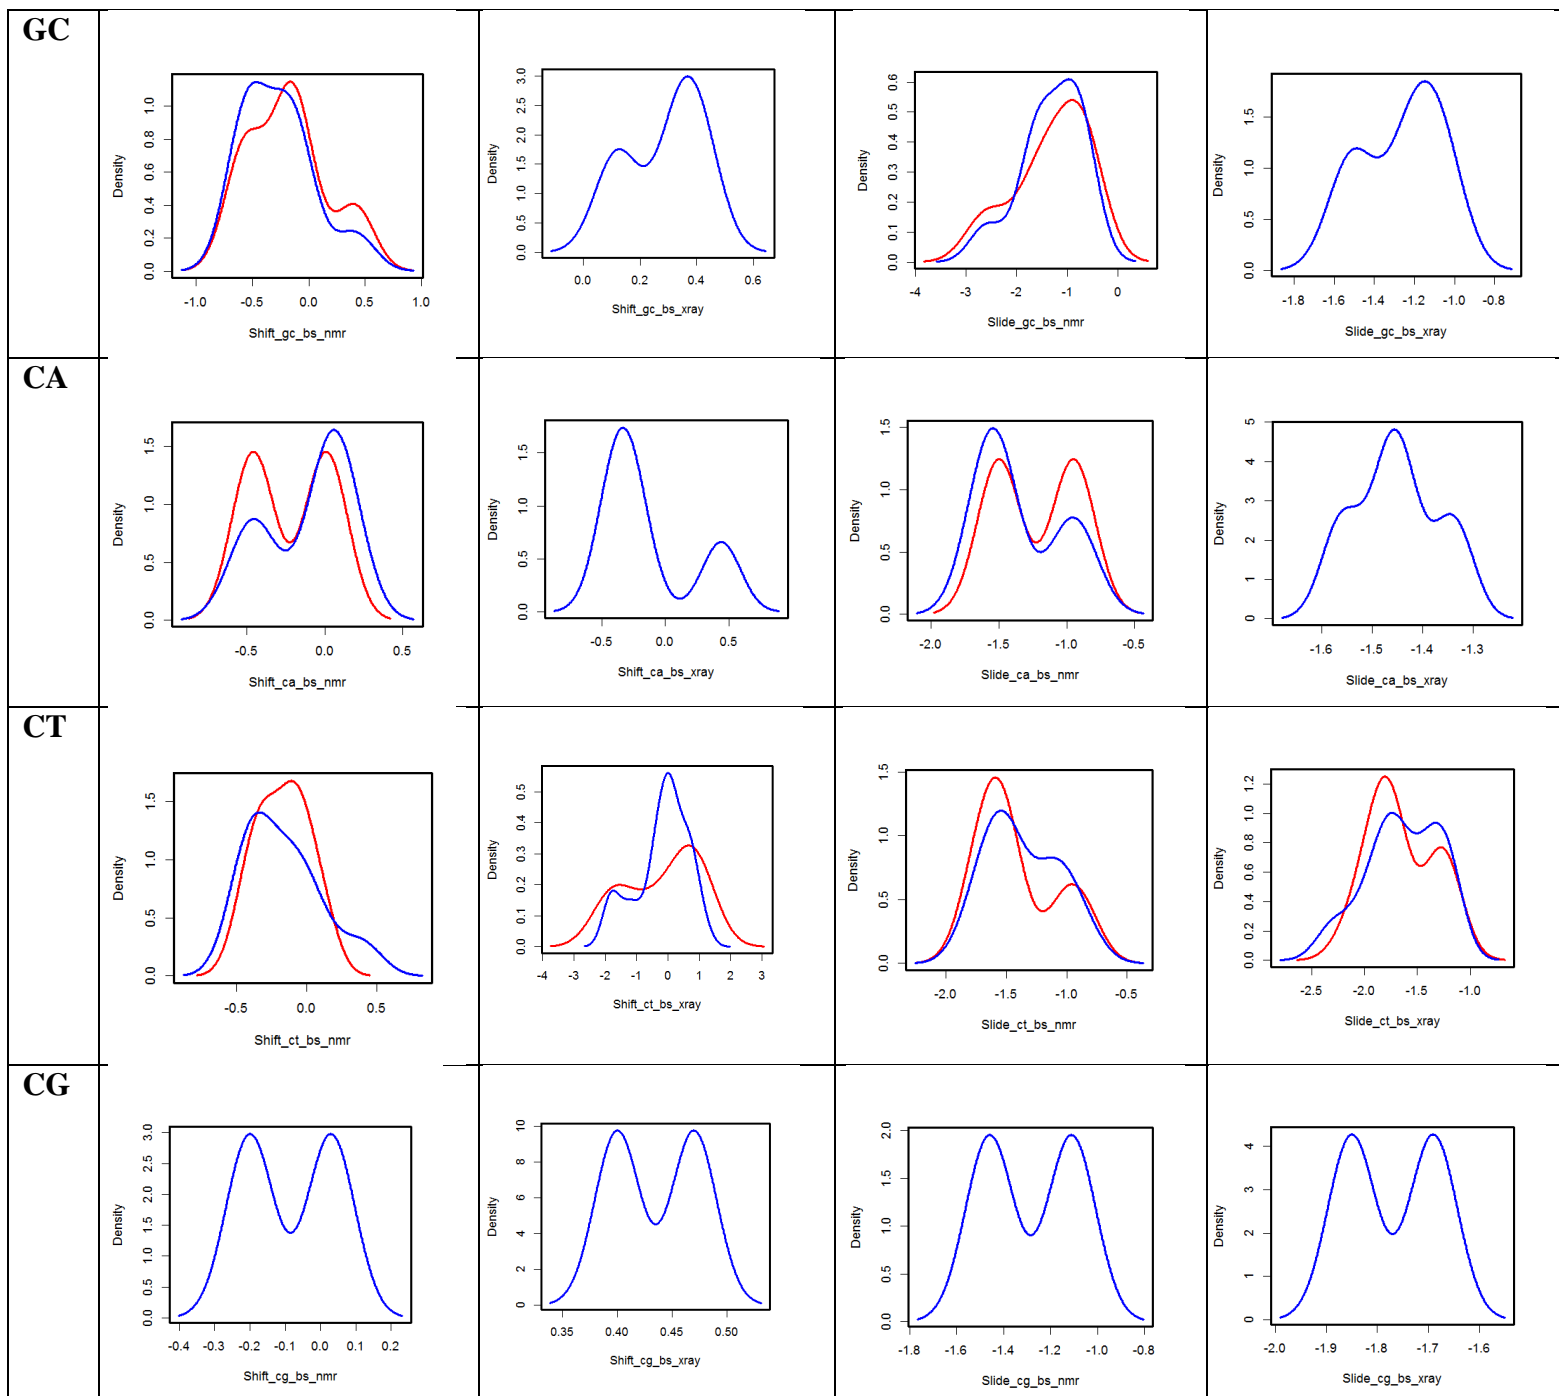 GC
Density
0.0 0.2 0.4 0.6 0.8 1.0
-1.0 -0.5 0.0 0.5 1.0
Shift_gc_bs_nmr
Density
0.0 0.5 1.0 1.5 2.0 2.5 3.0
0.0 0.2 0.4 0.6
Shift_gc_bs_xray
Density
0.0 0.1 0.2 0.3 0.4 0.5 0.6
-4 -3 -2 -1 0
Slide_gc_bs_nmr
Density
0.0 0.5 1.0 1.5
-1.8 -1.6 -1.4 -1.2 -1.0 -0.8
Slide_gc_bs_xray
CA
Density
0.0 0.5 1.0 1.5
-0.5 0.0 0.5
Shift_ca_bs_nmr
Density
0.0 0.5 1.0 1.5
-0.5 0.0 0.5
Shift_ca_bs_xray
Density
0.0 0.5 1.0 1.5
-2.0 -1.5 -1.0 -0.5
Slide_ca_bs_nmr
Density
0 1 2 3 4 5
-1.6 -1.5 -1.4 -1.3
Slide_ca_bs_xray
CT
Density
0.0 0.5 1.0 1.5
-0.5 0.0 0.5
Shift_ct_bs_nmr
Density
0.0 0.1 0.2 0.3 0.4 0.5
-4 -3 -2 -1 0 1 2 3
Shift_ct_bs_xray
Density
0.0 0.5 1.0 1.5
-2.0 -1.5 -1.0 -0.5
Slide_ct_bs_nmr
Density
0.0 0.2 0.4 0.6 0.8 1.0 1.2
-2.5 -2.0 -1.5 -1.0
Slide_ct_bs_xray
CG
Density
0.0 0.5 1.0 1.5 2.0 2.5 3.0
-0.4 -0.3 -0.2 -0.1 0.0 0.1 0.2
Shift_cg_bs_nmr
Density
0 2 4 6 8 10
0.35 0.40 0.45 0.50
Shift_cg_bs_xray
Density
0.0 0.5 1.0 1.5 2.0
-1.8 -1.6 -1.4 -1.2 -1.0 -0.8
Slide_cg_bs_nmr
Density
0 1 2 3 4
-2.0 -1.9 -1.8 -1.7 -1.6
Slide_cg_bs_xray